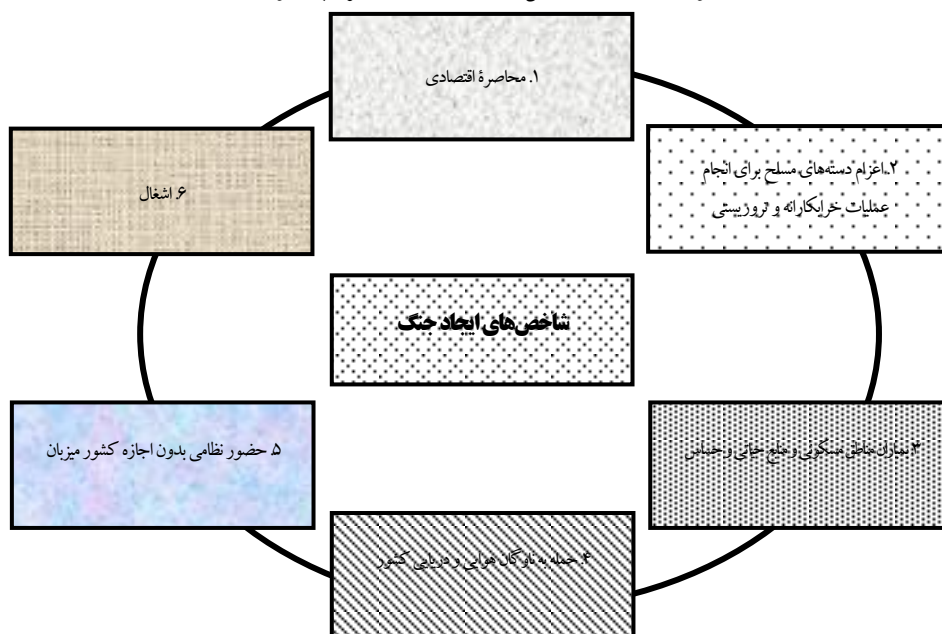 ۱. محاصرۀ اقتصادی
۲. اعزام دسته‌های مسلح برای انجام
عملیات خرابکارانه و تروریستی
۳. بمباران مناطق مسکونی و منابع حیاتی و حساس
۴. حمله به ناوگان هوایی و دریایی کشور
۵. حضور نظامی بدون اجازه کشور میزبان
۶. اشغال
شاخص‌های ایجاد جنگ